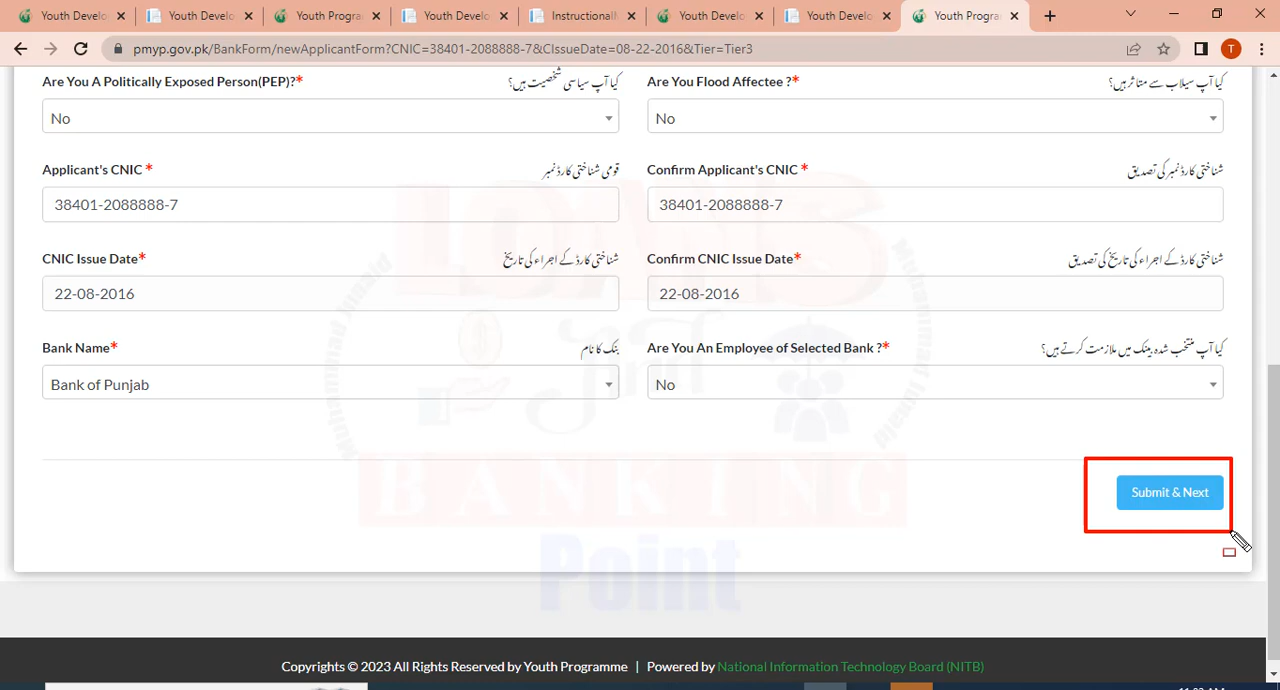 Youth Develo
Youth Develo
Youth Progra
Youth Develo
Instructional
Youth Develo
Youth Develo
Youth Progra
pmyp.gov.pk/BankForm/newApplicantForm?CNIC=38401-2088888-7&CIssueDate=08-22-2016&Tier=Tier3
T
Are You A Politically Exposed Person(PEP)?* کیا آپ سیاسی شخصیت ہیں؟
Are You Flood Affectee ?* کیا آپ سیلاب سے متاثر ہیں؟
No
No
Applicant's CNIC * قومی شناختی کارڈ نمبر
Confirm Applicant's CNIC * شناختی کارڈ نمبر کی تصدیق
38401-2088888-7
38401-2088888-7
CNIC Issue Date* شناختی کارڈ کے اجراء کی تاریخ
Confirm CNIC Issue Date* شناختی کارڈ کے اجراء کی تاریخ کی تصدیق
22-08-2016
22-08-2016
Bank Name* بنک کا نام
Are You An Employee of Selected Bank ?* کیا آپ منتخب شدہ بینک میں ملازمت کرتے ہیں؟
Bank of Punjab
No
LOANS
BANKING
Point
Submit & Next
Copyrights © 2023 All Rights Reserved by Youth Programme | Powered by National Information Technology Board (NITB)